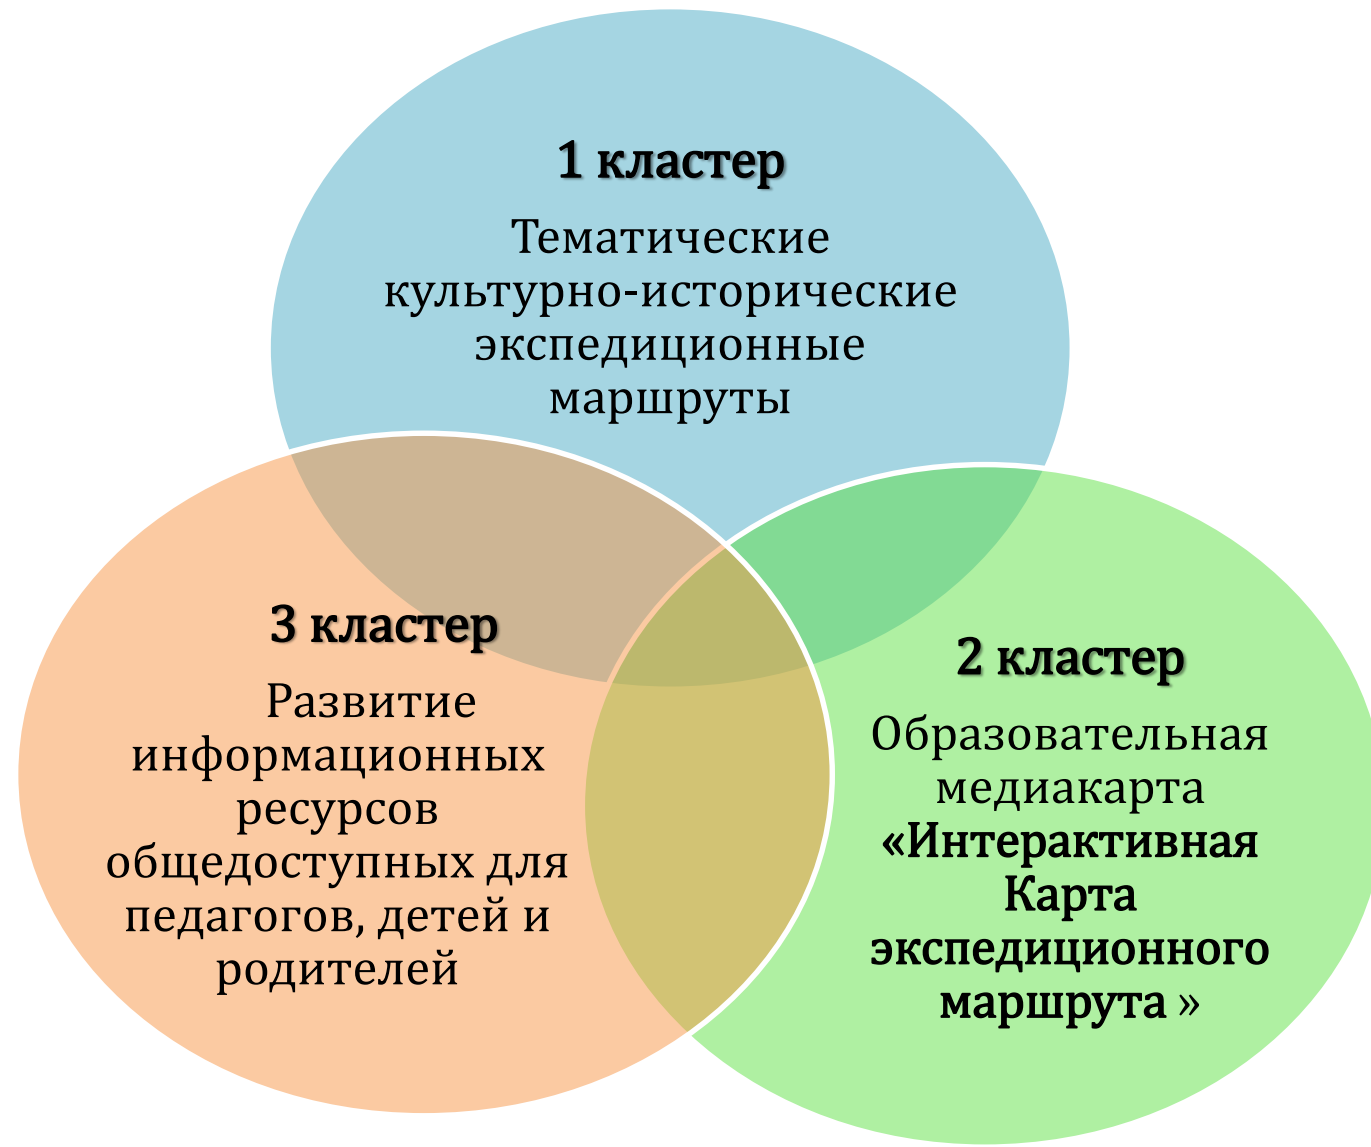 1 кластер
Тематические
культурно-исторические
экспедиционные
маршруты
3 кластер
Развитие
информационных
ресурсов
общедоступных для
педагогов, детей и
родителей
2 кластер
Образовательная
медиакарта
«Интерактивная
Карта
экспедиционного
маршрута »